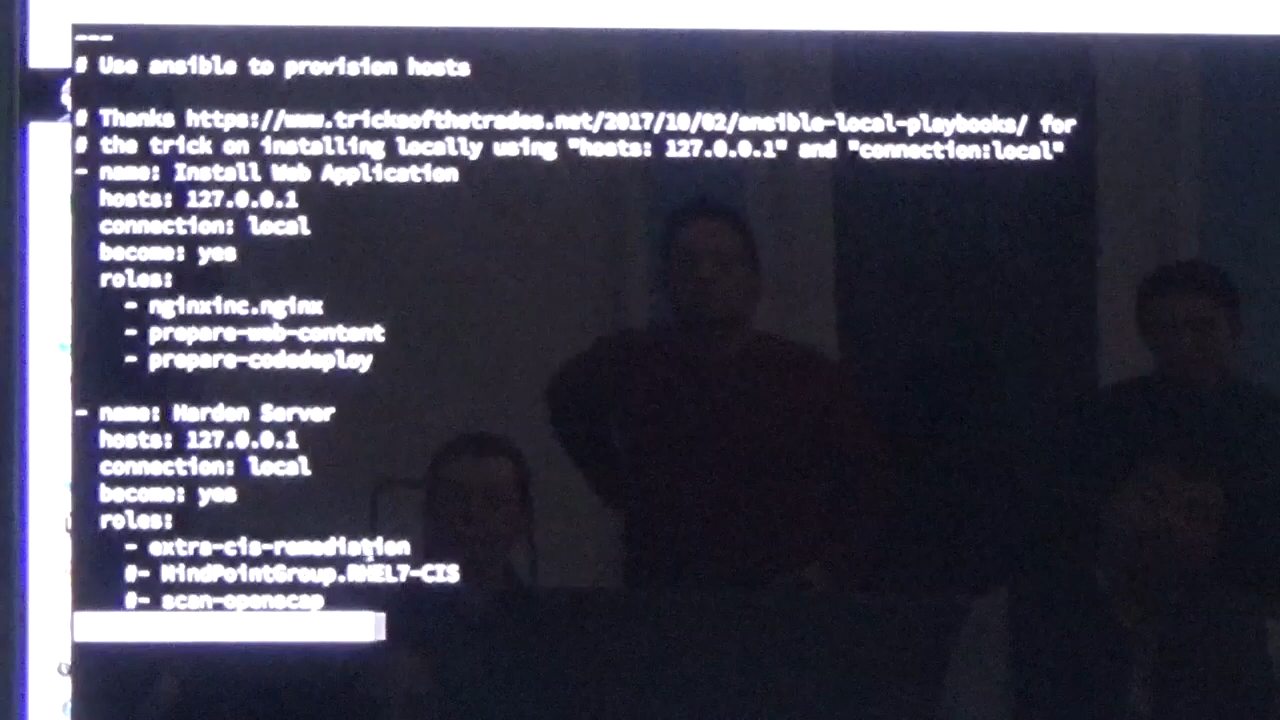 ---
# Use ansible to provision hosts
# Thanks https://www.tricksofthetrades.net/2017/10/02/ansible-local-playbooks/ for
# the trick on installing locally using "hosts: 127.0.0.1" and "connection:local"
- name: Install Web Application
hosts: 127.0.0.1
connection: local
become: yes
roles:
- nginxinc.nginx
- prepare-web-content
- prepare-codedeploy
- name: Harden Server
hosts: 127.0.0.1
connection: local
become: yes
roles:
- extra-cis-remediation
#- MindPointGroup.RHEL7-CIS
#- scan-openscap